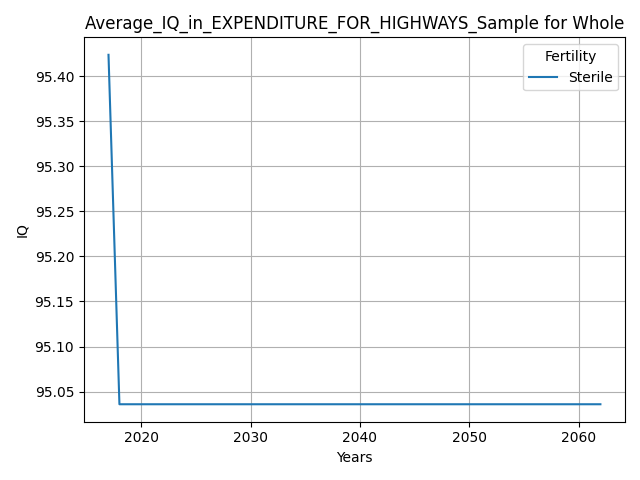 Average_IQ_in_EXPENDITURE_FOR_HIGHWAYS_Sample for Whole
Fertility
Sterile
95.40
95.35
95.30
95.25
95.20
95.15
95.10
95.05
IQ
2020 2030 2040 2050 2060
Years